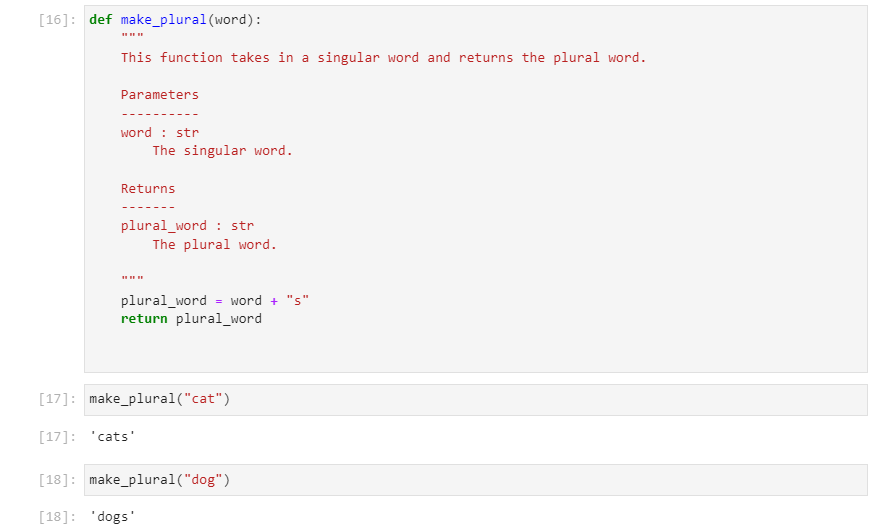 [16]: def make_plural(word):
"""
This function takes in a singular word and returns the plural word.
Parameters
----------
word : str
The singular word.
Returns
-------
plural_word : str
The plural word.
"""
plural_word = word + "s"
return plural_word
[17]: make_plural("cat")
[17]: 'cats'
[18]: make_plural("dog")
[18]: 'dogs'